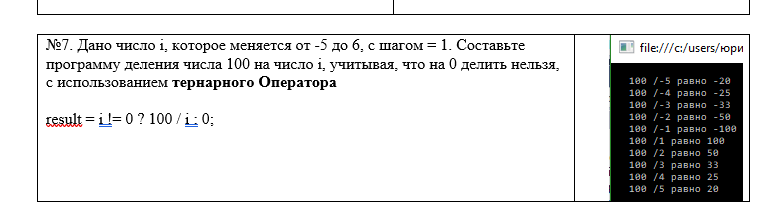 №7. Дано число i, которое меняется от -5 до 6, с шагом = 1. Составьте
программу деления числа 100 на число i, учитывая, что на 0 делить нельзя,
с использованием тернарного Оператора
result = i != 0 ? 100 / i : 0;
file:///c:/users/юри
100 /-5 равно -20
100 /-4 равно -25
100 /-3 равно -33
100 /-2 равно -50
100 /-1 равно -100
100 /1 равно 100
100 /2 равно 50
100 /3 равно 33
100 /4 равно 25
100 /5 равно 20